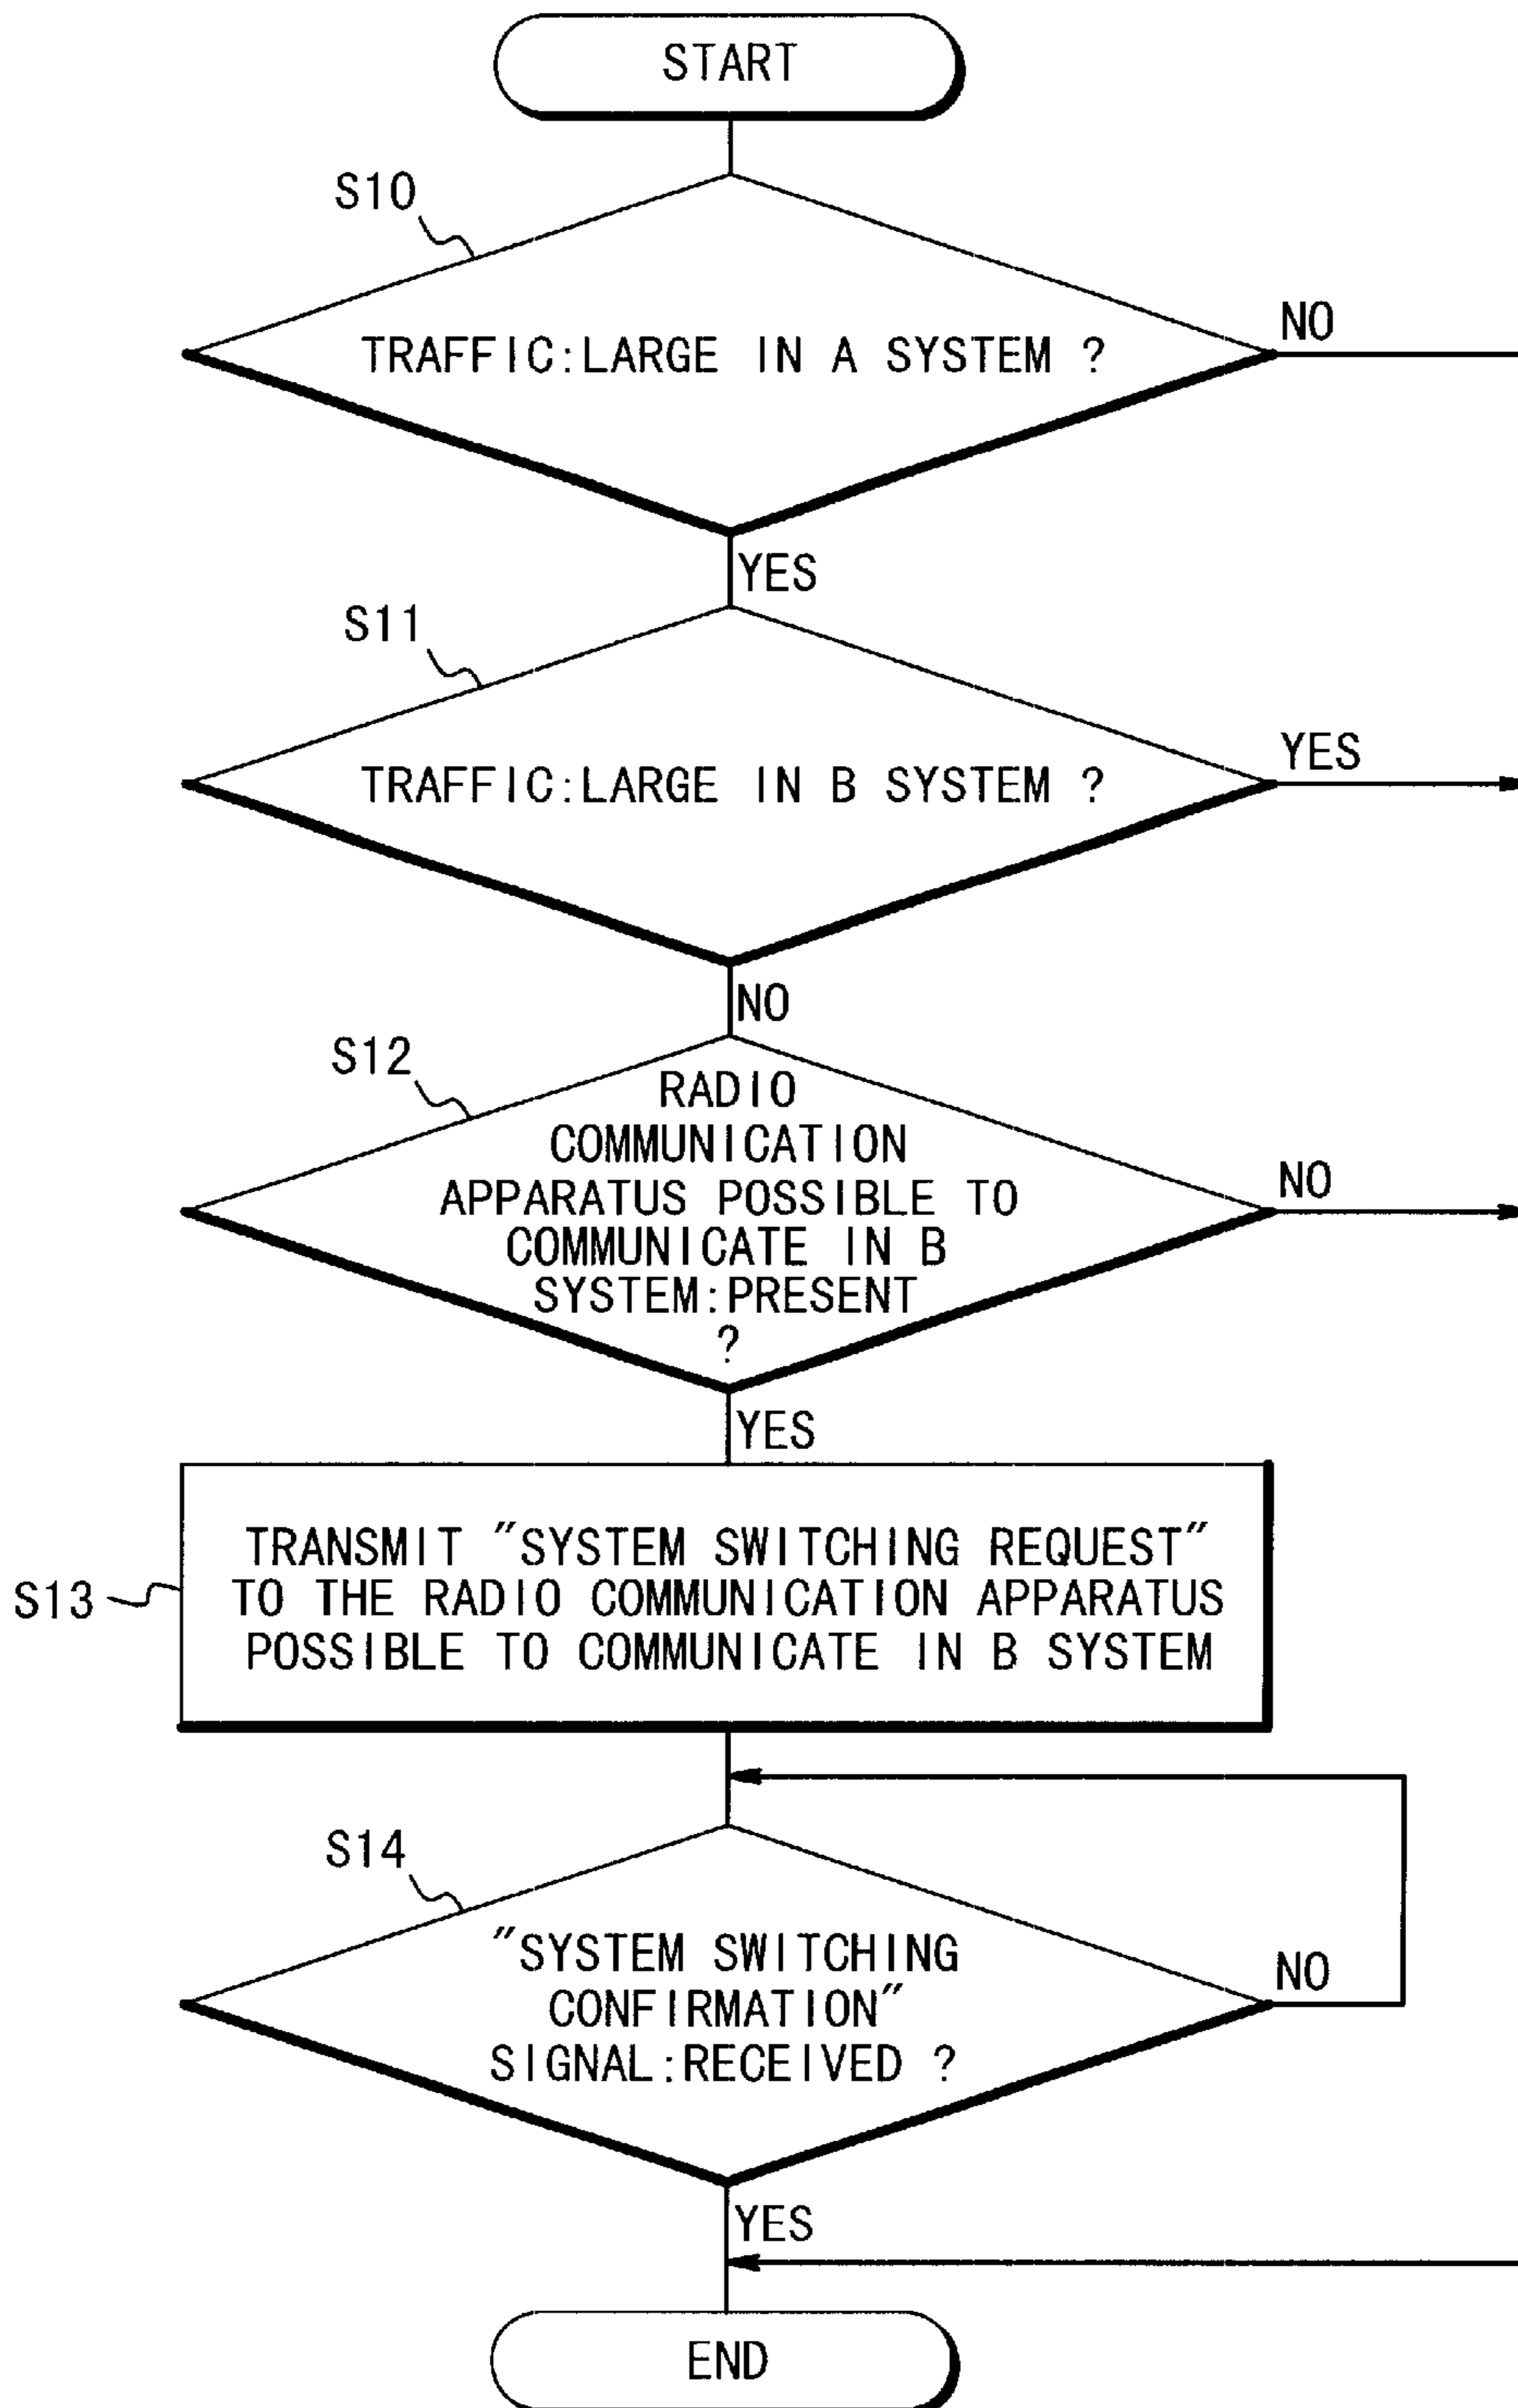 START
S10
TRAFFIC:LARGE IN A SYSTEM ?
NO
YES
S11
TRAFFIC:LARGE IN B SYSTEM ?
YES
NO
S12
RADIO
COMMUNICATION
APPARATUS POSSIBLE TO
COMMUNICATE IN B
SYSTEM:PRESENT
?
NO
YES
S13
TRANSMIT "SYSTEM SWITCHING REQUEST"
TO THE RADIO COMMUNICATION APPARATUS
POSSIBLE TO COMMUNICATE IN B SYSTEM
S14
"SYSTEM SWITCHING
CONFIRMATION"
SIGNAL:RECEIVED ?
NO
YES
END